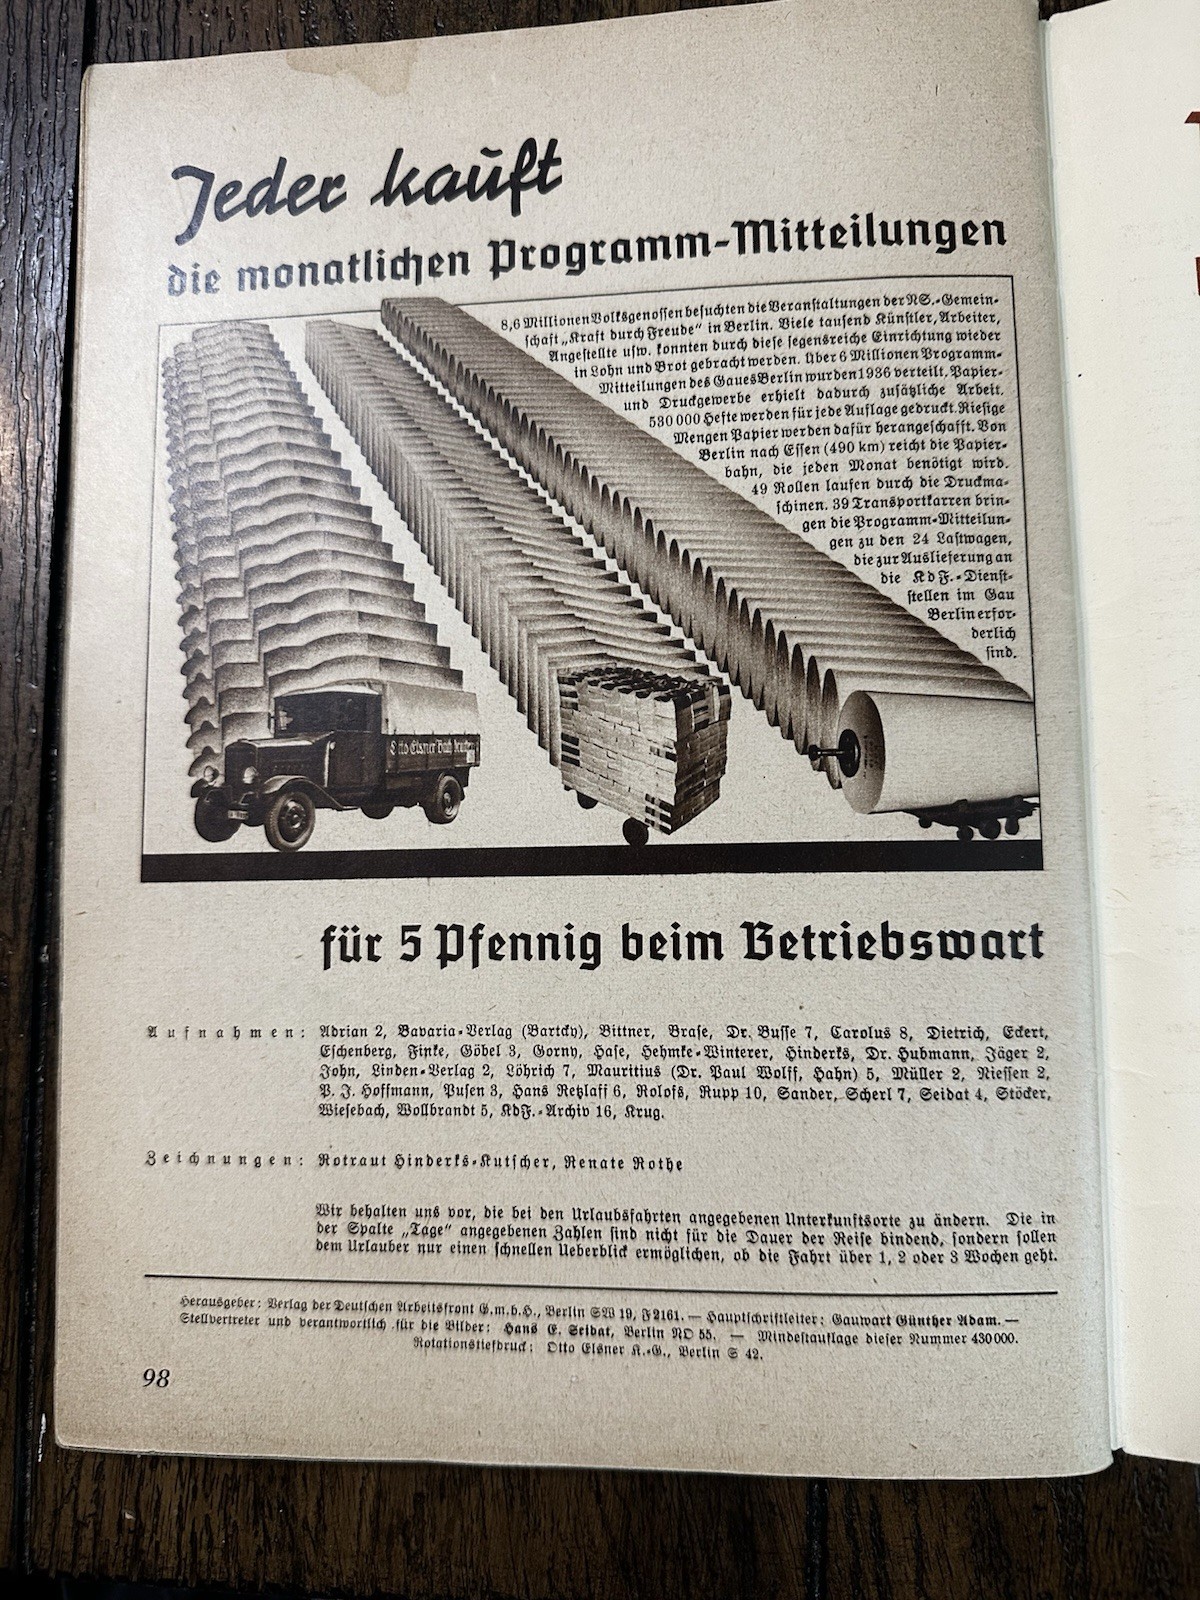 Jeder kauft
die monatlichen Programm-Mitteilungen
8,6 Millionen Volksgenossen besuchten die Veranstaltungen der NS.-Gemein-
schaft „Kraft durch Freude“ in Berlin. Viele tausend Künstler, Arbeiter,
Angestellte usw. konnten durch diese segensreiche Einrichtung wieder
in Lohn und Brot gebracht werden. Über 6 Millionen Programm-
Mitteilungen des Gaues Berlin wurden 1936 verteilt. Papier-
und Druckgewerbe erhielt dadurch zusätzliche Arbeit.
530 000 Hefte werden für jede Auflage gedruckt. Riesige
Mengen Papier werden dafür herangeschafft. Von
Berlin nach Essen (490 km) reicht die Papier-
bahn, die jeden Monat benötigt wird.
49 Rollen laufen durch die Druckma-
schinen. 39 Transportkarren brin-
gen die Programm-Mitteilun-
gen zu den 24 Lastwagen,
die zur Auslieferung an
die KdF.-Dienst-
stellen im Gau
Berlin erfor-
derlich
sind.
Otto Elsner Buchdruckerei
für 5 Pfennig beim Betriebswart
Aufnahmen: Adrian 2, Bavaria-Verlag (Bartcky), Bittner, Brase, Dr. Busse 7, Carolus 8, Dietrich, Eckert,
Eschenberg, Finke, Göbel 3, Gorny, Hase, Hehmke-Winterer, Hinderks, Dr. Hubmann, Jäger 2,
John, Linden-Verlag 2, Löhrich 7, Mauritius (Dr. Paul Wolff, Hahn) 5, Müller 2, Niessen 2,
P. J. Hoffmann, Pusen 3, Hans Retzlaff 6, Rolofs, Rupp 10, Sander, Scherl 7, Seidat 4, Stöcker,
Wiesebach, Wollbrandt 5, KdF.-Archiv 16, Krug.
Zeichnungen: Rotraut Hinderks-Kutscher, Renate Rothe
Wir behalten uns vor, die bei den Urlaubsfahrten angegebenen Unterkunftsorte zu ändern. Die in
der Spalte „Tage“ angegebenen Zahlen sind nicht für die Dauer der Reise bindend, sondern sollen
dem Urlauber nur einen schnellen Ueberblick ermöglichen, ob die Fahrt über 1, 2 oder 3 Wochen geht.
Herausgeber: Verlag der Deutschen Arbeitsfront G.m.b.H., Berlin SW 19, F 2161. — Hauptschriftleiter: Gauwart Günther Adam. —
Stellvertreter und verantwortlich für die Bilder: Hans E. Seidat, Berlin NO 55. — Mindestauflage dieser Nummer 430 000.
Rotationstiefdruck: Otto Elsner K.-G., Berlin S 42.
98